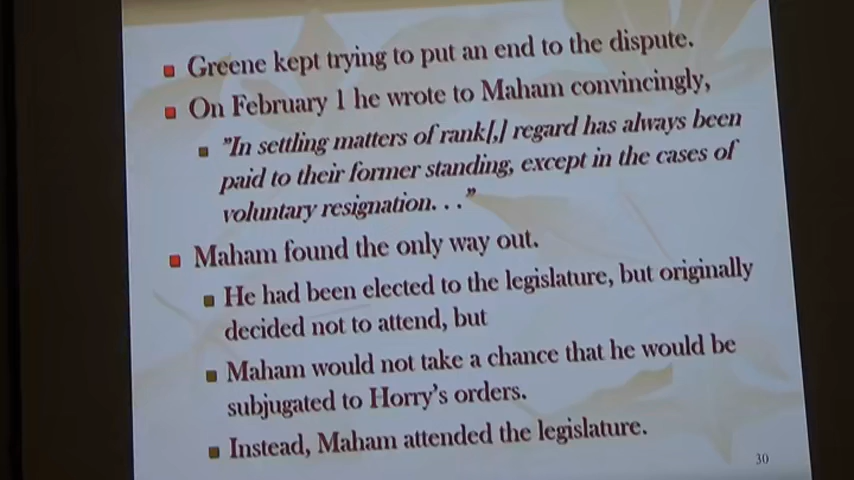 Greene kept trying to put an end to the dispute.
On February 1 he wrote to Maham convincingly,
"In settling matters of rank[,] regard has always been
paid to their former standing, except in the cases of
voluntary resignation. . ."
Maham found the only way out.
He had been elected to the legislature, but originally
decided not to attend, but
Maham would not take a chance that he would be
subjugated to Horry's orders.
Instead, Maham attended the legislature.
30